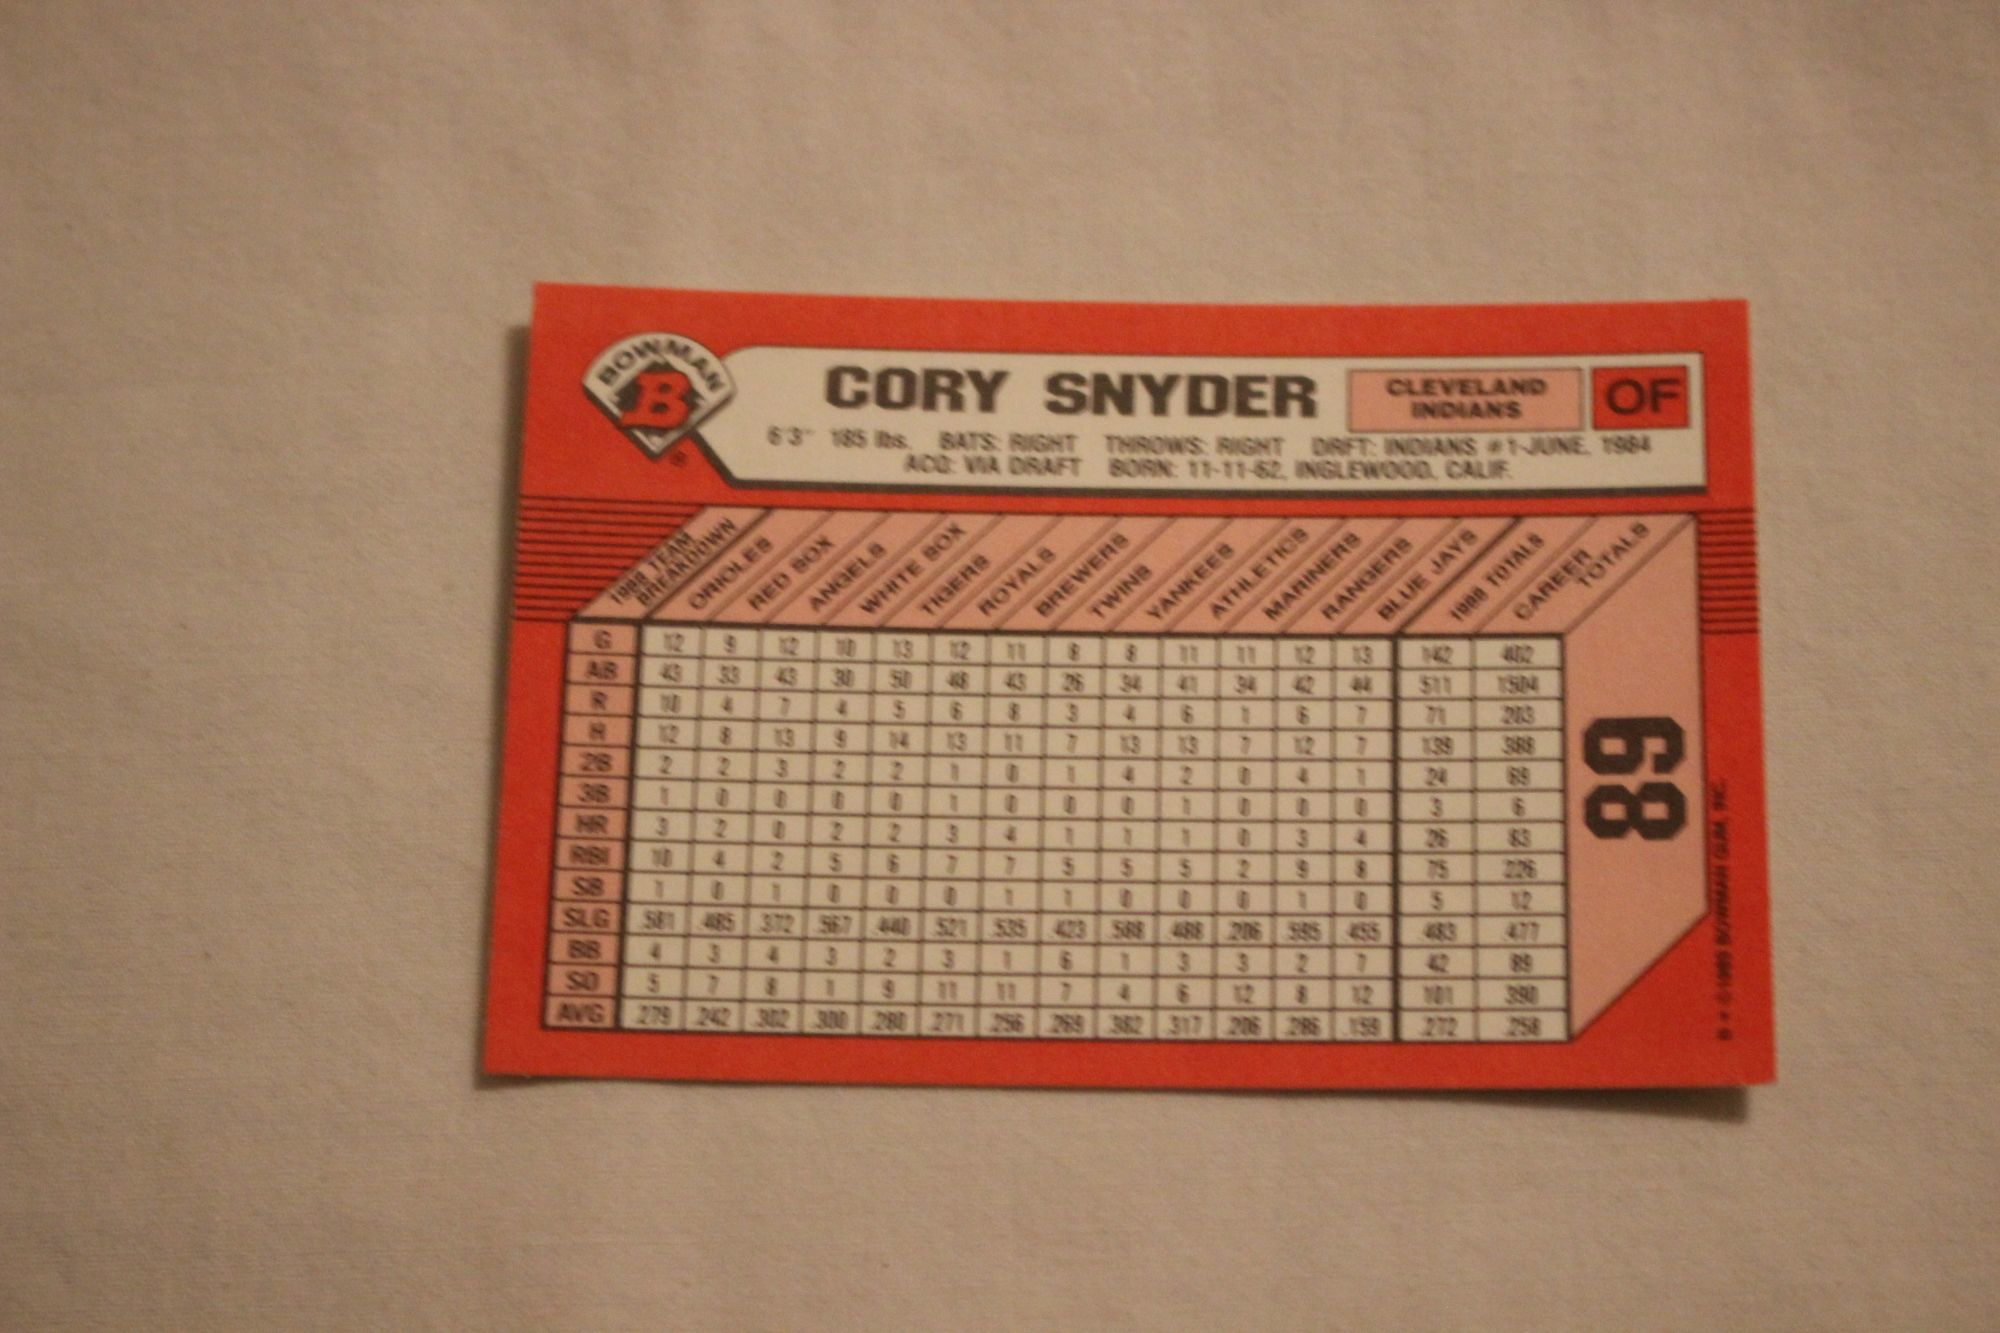 BOWMAN
B
®
CORY SNYDER
CLEVELAND
INDIANS
OF
6'3" 185 lbs. BATS: RIGHT THROWS: RIGHT DRFT: INDIANS #1-JUNE, 1984
ACQ: VIA DRAFT BORN: 11-11-62, INGLEWOOD, CALIF.
1988 TEAM BREAKDOWN ORIOLES RED SOX ANGELS WHITE SOX TIGERS ROYALS BREWERS TWINS YANKEES ATHLETICS MARINERS RANGERS BLUE JAYS 1988 TOTALS CAREER TOTALS
G 12 9 12 10 13 12 11 8 8 11 11 12 13 142 402
AB 43 33 43 30 50 48 43 26 34 41 34 42 44 511 1504
R 10 4 7 4 5 6 8 3 4 6 1 6 7 71 203
H 12 8 13 9 14 13 11 7 13 13 7 12 7 139 388
2B 2 2 3 2 2 1 0 1 4 2 0 4 1 24 69
3B 1 0 0 0 0 1 0 0 0 1 0 0 0 3 6
HR 3 2 0 2 2 3 4 1 1 1 0 3 4 26 83
RBI 10 4 2 5 6 7 7 5 5 5 2 9 8 75 226
SB 1 0 1 0 0 0 1 1 0 0 0 1 0 5 12
SLG .581 .485 .372 .567 .440 .521 .535 .423 .588 .488 .206 .595 .455 .483 .477
BB 4 3 4 3 2 3 1 6 1 3 3 2 7 42 89
SO 5 7 8 1 9 11 11 7 4 6 12 8 12 101 390
AVG .279 .242 .302 .300 .280 .271 .256 .269 .382 .317 .206 .286 .159 .272 .258
89
© 1989 BOWMAN GUM, INC.